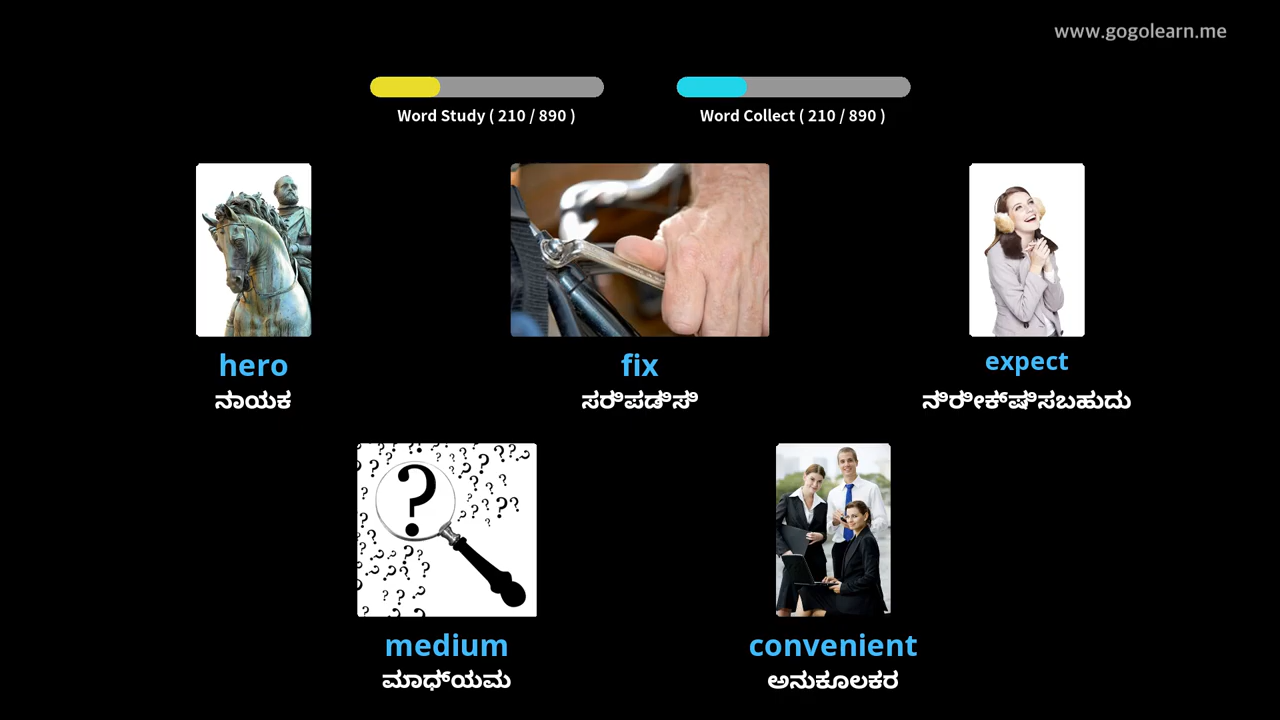 www.gogolearn.me
Word Study ( 210 / 890 )
Word Collect ( 210 / 890 )
hero
ನಾಯಕ
fix
ಸರಿಪಡಿಸಿ
expect
ನಿರೀಕ್ಷಿಸಬಹುದು
medium
ಮಾಧ್ಯಮ
convenient
ಅನುಕೂಲಕರ